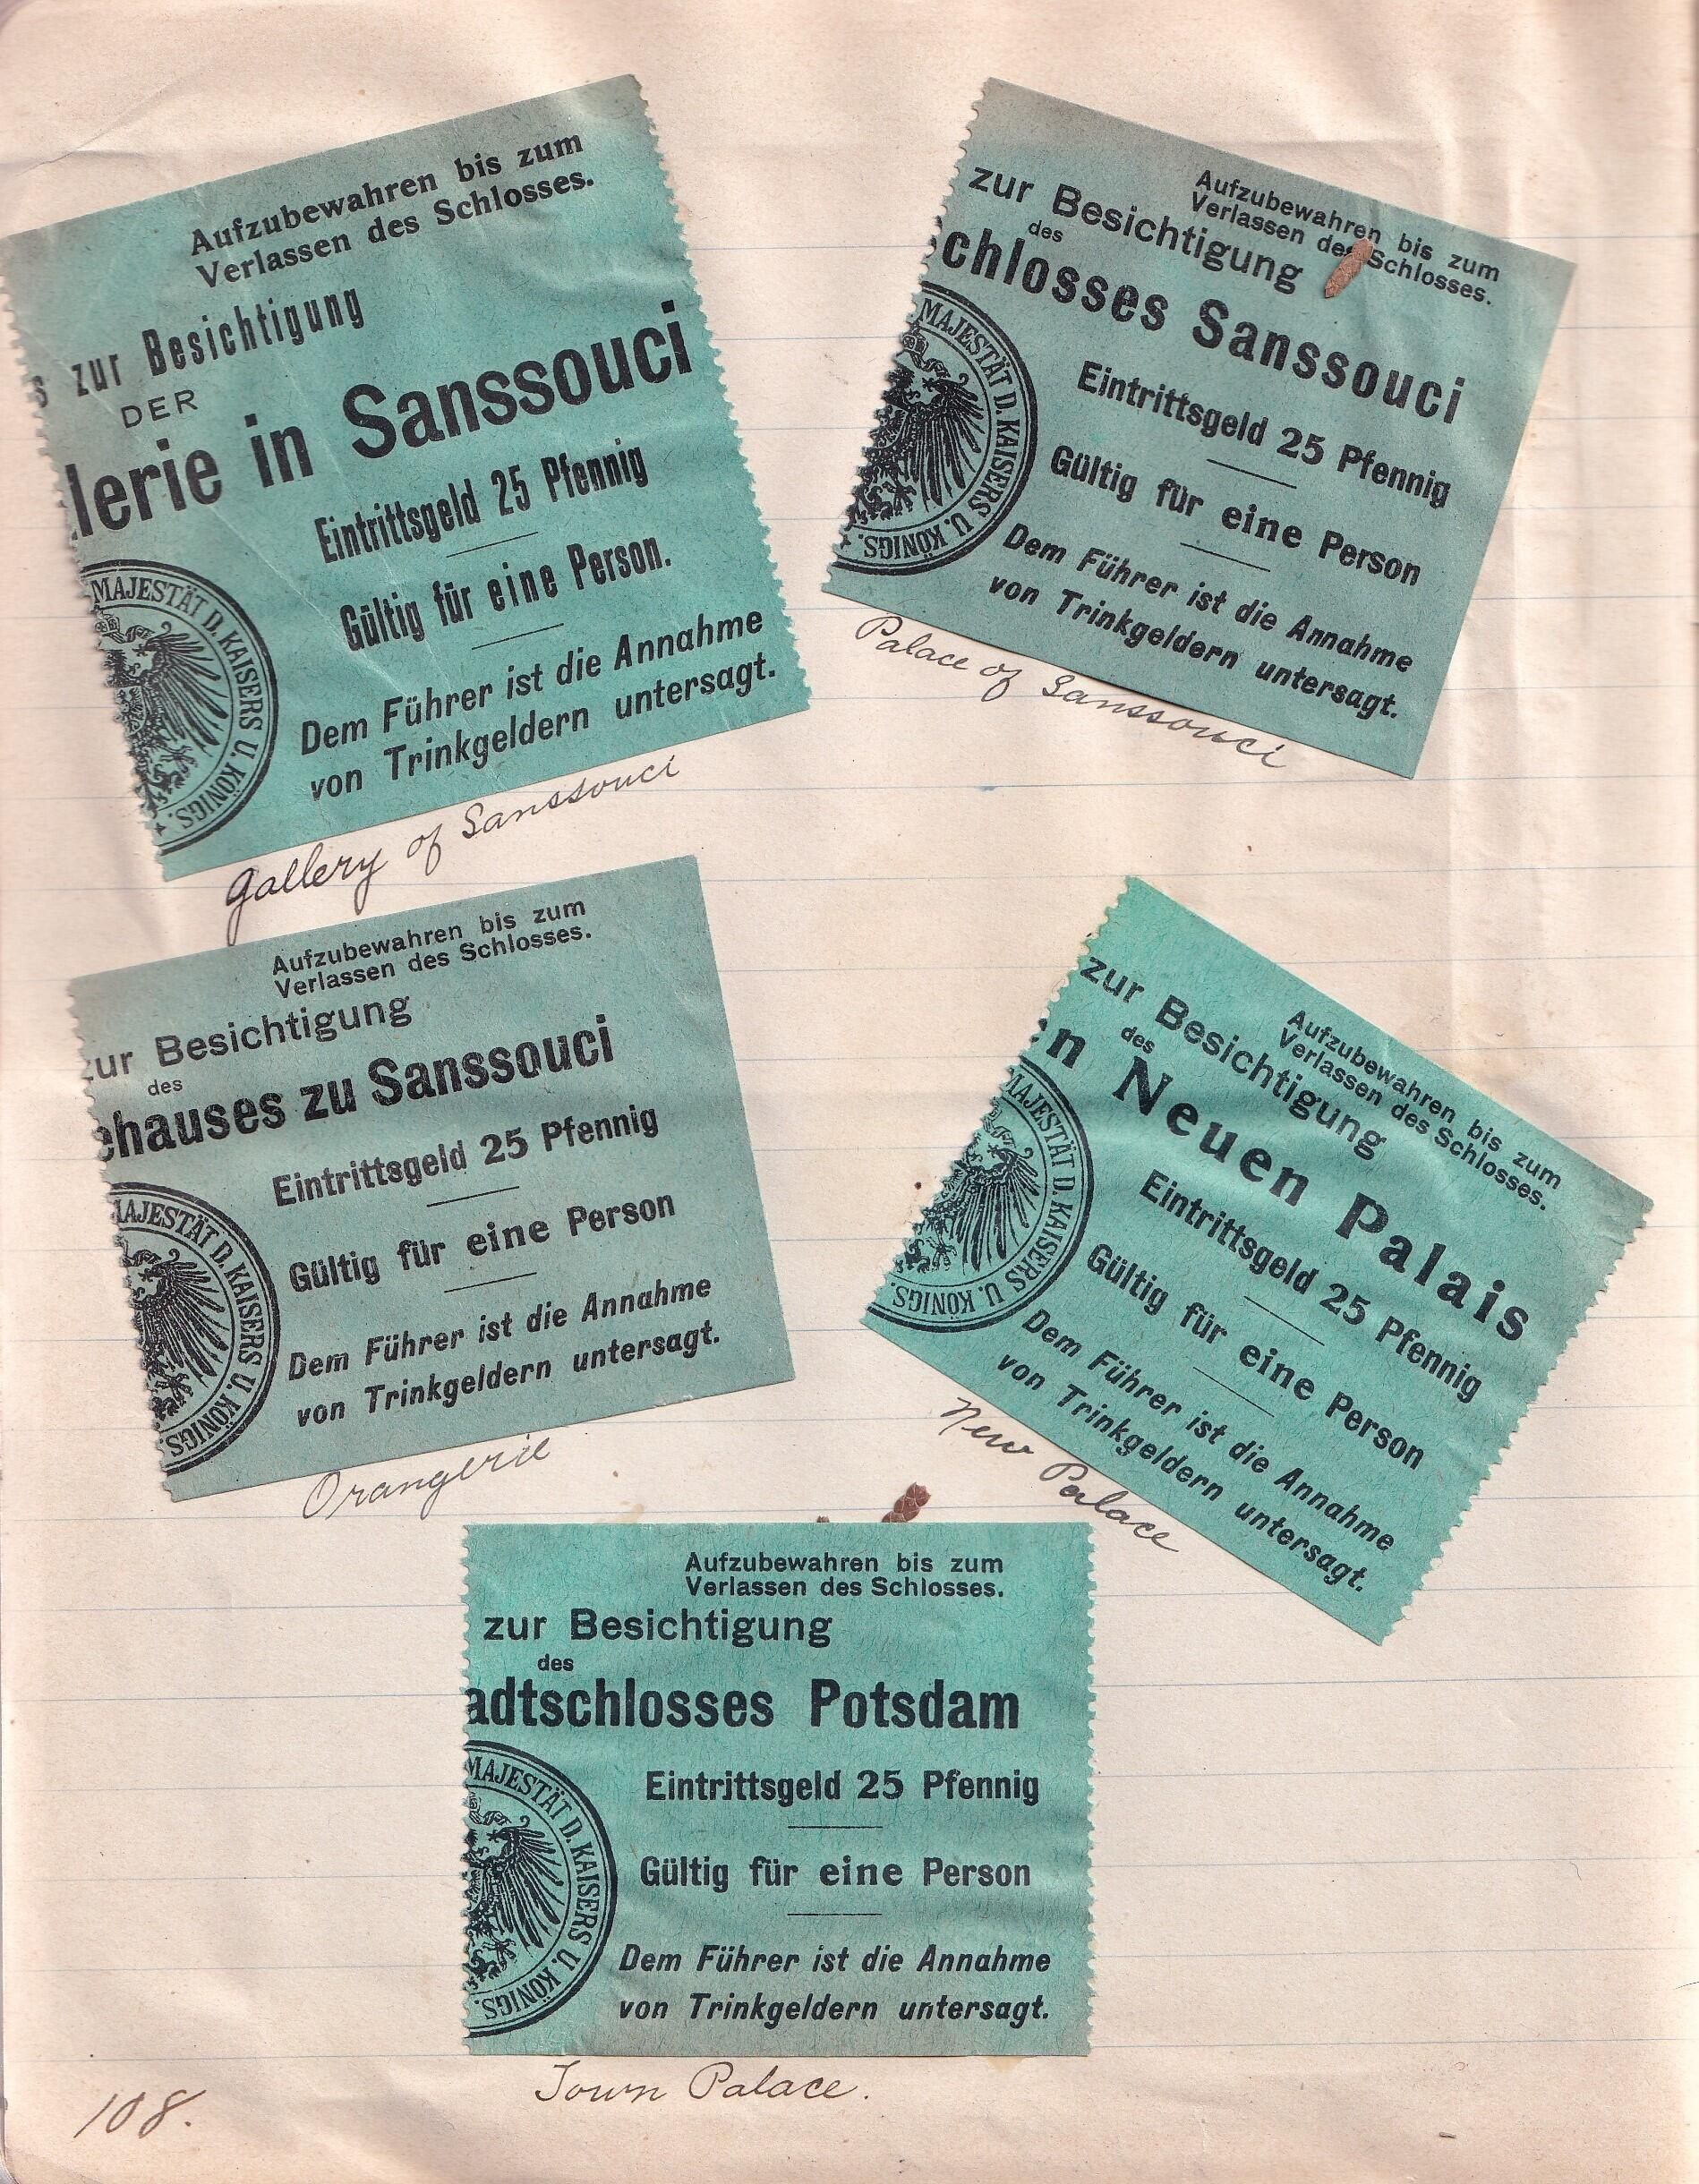 Aufzubewahren bis zum
Verlassen des Schlosses.
s zur Besichtigung
DER
lerie in Sanssouci
Eintrittsgeld 25 Pfennig
Gültig für eine Person.
Dem Führer ist die Annahme
von Trinkgeldern untersagt.
MAJESTÄT D. KAISERS U. KÖNIGS.
Gallery of Sanssouci
Aufzubewahren bis zum
Verlassen des Schlosses.
zur Besichtigung
des
chlosses Sanssouci
Eintrittsgeld 25 Pfennig
Gültig für eine Person
Dem Führer ist die Annahme
von Trinkgeldern untersagt.
MAJESTÄT D. KAISERS U. KÖNIGS.
Palace of Sanssouci
Aufzubewahren bis zum
Verlassen des Schlosses.
zur Besichtigung
des
ehauses zu Sanssouci
Eintrittsgeld 25 Pfennig
Gültig für eine Person
Dem Führer ist die Annahme
von Trinkgeldern untersagt.
MAJESTÄT D. KAISERS U. KÖNIGS.
Orangerie
Aufzubewahren bis zum
Verlassen des Schlosses.
zur Besichtigung
des
n Neuen Palais
Eintrittsgeld 25 Pfennig
Gültig für eine Person
Dem Führer ist die Annahme
von Trinkgeldern untersagt.
MAJESTÄT D. KAISERS U. KÖNIGS.
New Palace
Aufzubewahren bis zum
Verlassen des Schlosses.
zur Besichtigung
des
adtschlosses Potsdam
Eintrittsgeld 25 Pfennig
Gültig für eine Person
Dem Führer ist die Annahme
von Trinkgeldern untersagt.
MAJESTÄT D. KAISERS U. KÖNIGS.
Town Palace.
108.